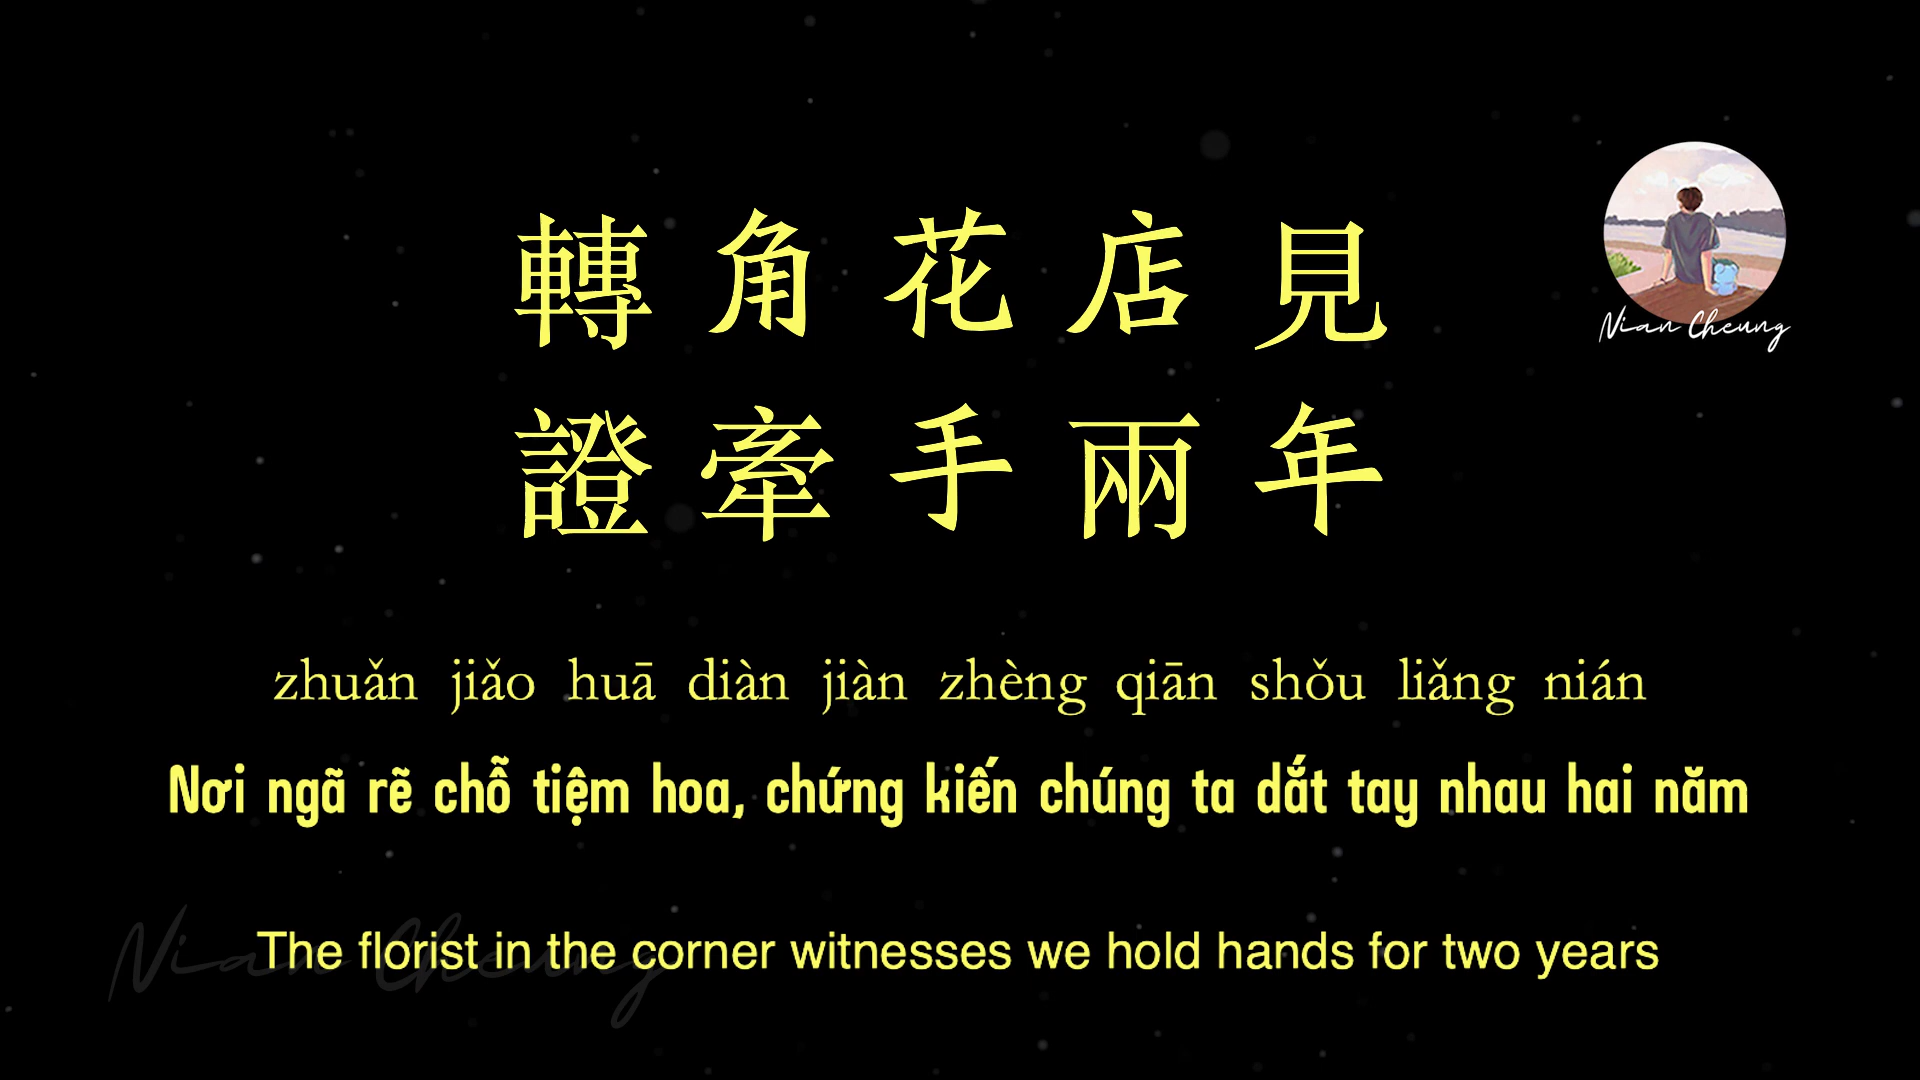 轉角花店見
Nian Cheung
證牽手兩年
zhuǎn jiǎo huā diàn jiàn zhèng qiān shǒu liǎng nián
Nơi ngã rẽ chỗ tiệm hoa, chứng kiến chúng ta dắt tay nhau hai năm
The florist in the corner witnesses we hold hands for two years
Nian Cheung